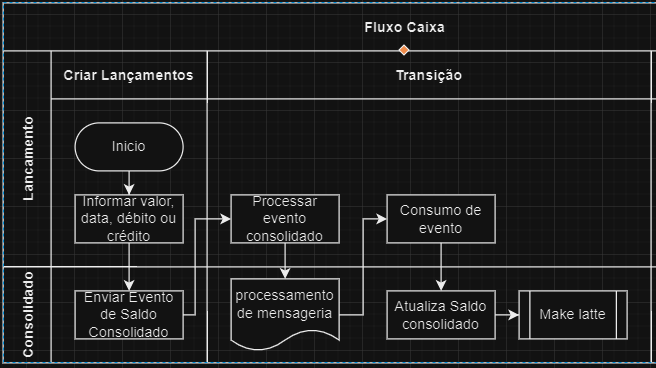 Fluxo Caixa
Criar Lançamentos
Transição
Lancamento
Inicio
Informar valor,
data, débito ou
crédito
Processar
evento
consolidado
Consumo de
evento
Consolidado
Enviar Evento
de Saldo
Consolidado
processamento
de mensageria
Atualiza Saldo
consolidado
Make latte